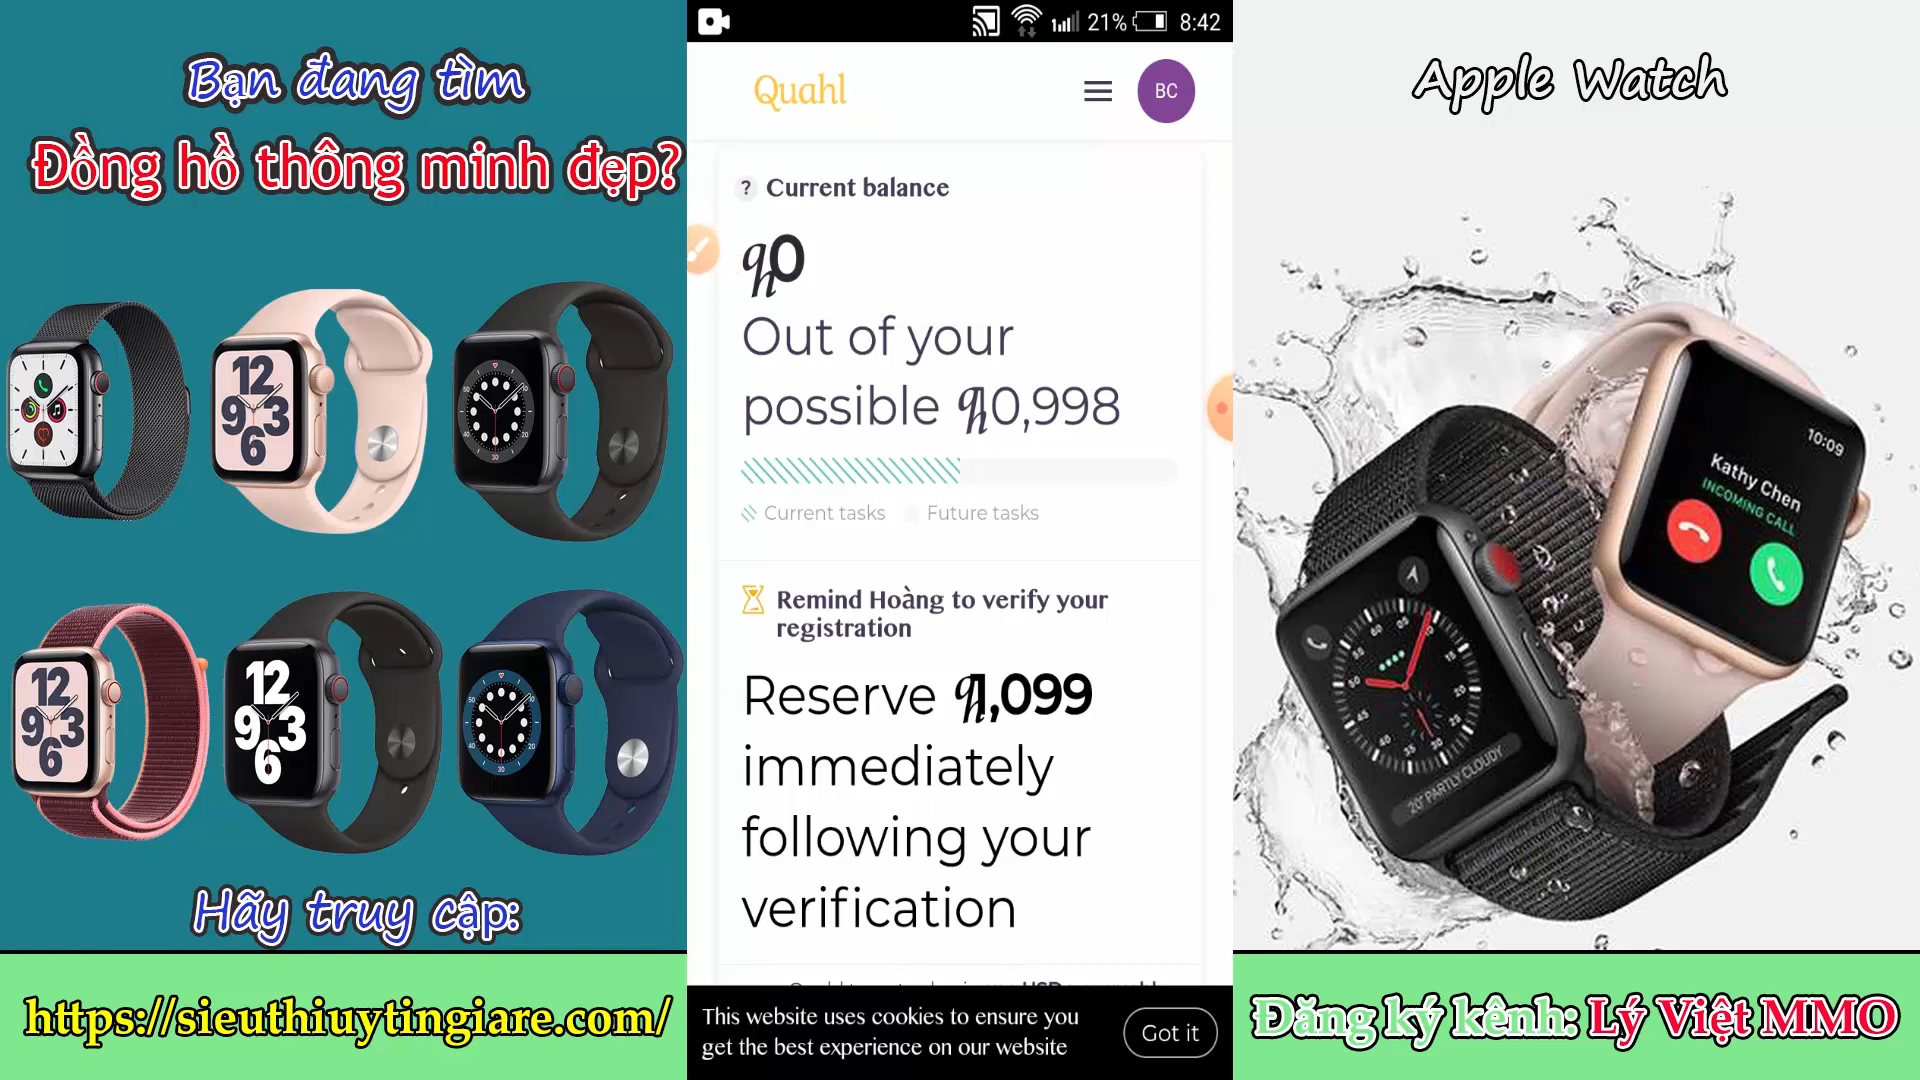 Bạn đang tìm
Đồng hồ thông minh đẹp?
Hãy truy cập:
https://sieuthiuytingiare.com/
21% 8:42
Quahl
BC
? Current balance
0
Out of your
possible 0,998
Current tasks Future tasks
Remind Hoàng to verify your
registration
Reserve 1,099
immediately
following your
verification
This website uses cookies to ensure you
get the best experience on our website
Got it
Apple Watch
10:09
Kathy Chen
INCOMING CALL
20° PARTLY CLOUDY
Đăng ký kênh: Lý Việt MMO